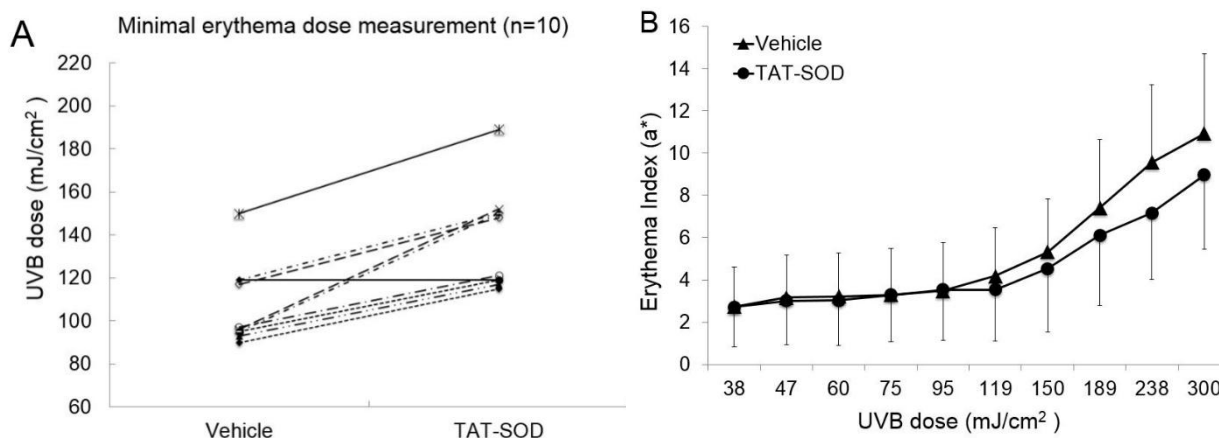 A
Minimal erythema dose measurement (n=10)
UVB dose (mJ/cm² )
220
200
180
160
140
120
100
80
60
Vehicle
TAT-SOD
B
Vehicle
TAT-SOD
Erythema Index (a*)
16
14
12
10
8
6
4
2
0
38 47 60 75 95 119 150 189 238 300
UVB dose (mJ/cm² )